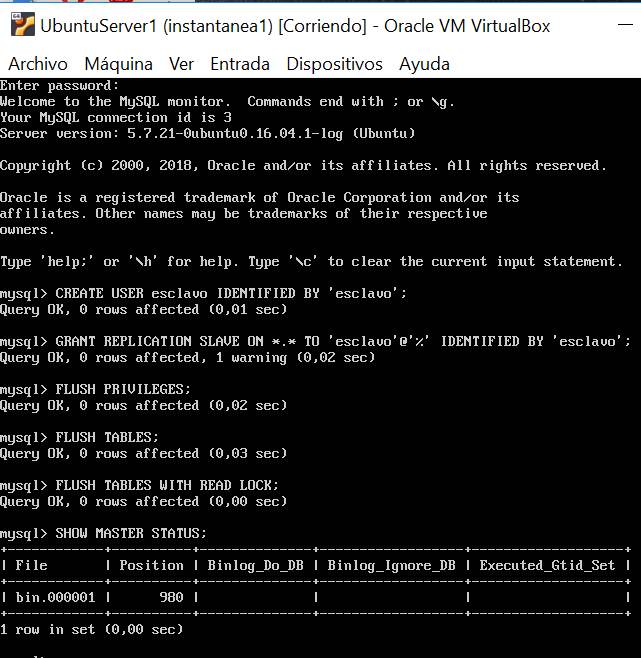 UbuntuServer1 (instantanea1) [Corriendo] - Oracle VM VirtualBox
Archivo Máquina Ver Entrada Dispositivos Ayuda
Enter password:
Welcome to the MySQL monitor.  Commands end with ; or \g.
Your MySQL connection id is 3
Server version: 5.7.21-0ubuntu0.16.04.1-log (Ubuntu)
Copyright (c) 2000, 2018, Oracle and/or its affiliates. All rights reserved.
Oracle is a registered trademark of Oracle Corporation and/or its
affiliates. Other names may be trademarks of their respective
owners.
Type 'help;' or '\h' for help. Type '\c' to clear the current input statement.
mysql> CREATE USER esclavo IDENTIFIED BY 'esclavo';
Query OK, 0 rows affected (0,01 sec)
mysql> GRANT REPLICATION SLAVE ON *.* TO 'esclavo'@'%' IDENTIFIED BY 'esclavo';
Query OK, 0 rows affected, 1 warning (0,02 sec)
mysql> FLUSH PRIVILEGES;
Query OK, 0 rows affected (0,02 sec)
mysql> FLUSH TABLES;
Query OK, 0 rows affected (0,03 sec)
mysql> FLUSH TABLES WITH READ LOCK;
Query OK, 0 rows affected (0,00 sec)
mysql> SHOW MASTER STATUS;
+------------+----------+--------------+------------------+-------------------+
| File       | Position | Binlog_Do_DB | Binlog_Ignore_DB | Executed_Gtid_Set |
+------------+----------+--------------+------------------+-------------------+
| bin.000001 |      980 |              |                  |                   |
+------------+----------+--------------+------------------+-------------------+
1 row in set (0,00 sec)